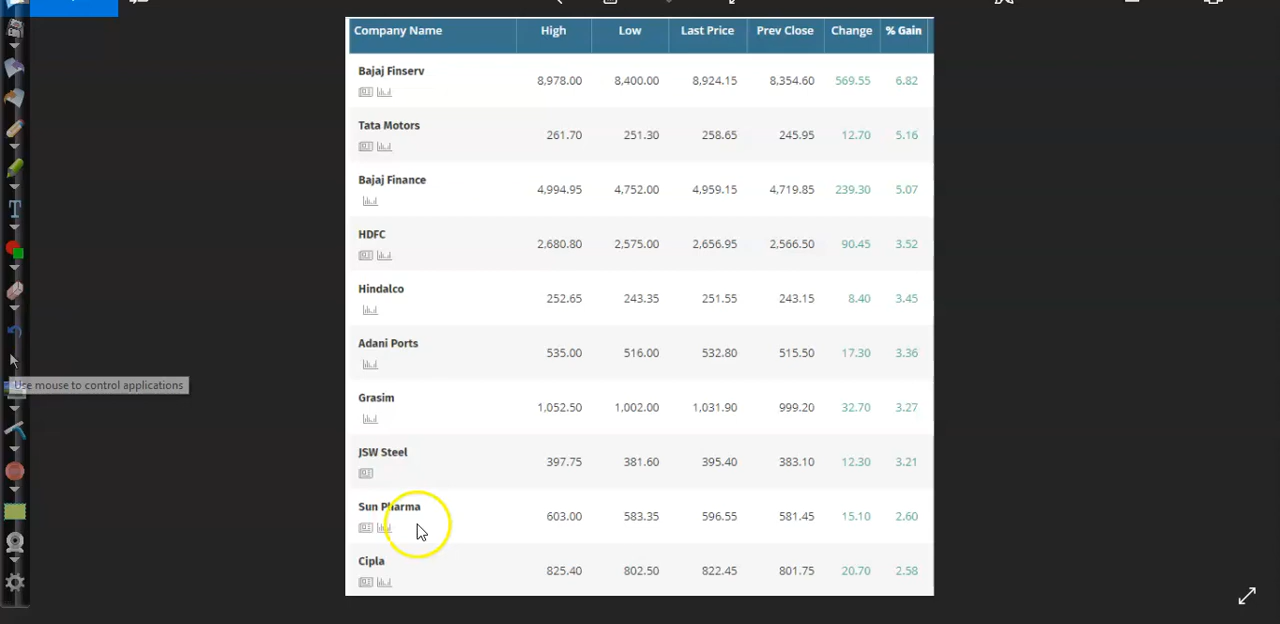 Company Name High Low Last Price Prev Close Change % Gain
Bajaj Finserv 8,978.00 8,400.00 8,924.15 8,354.60 569.55 6.82
Tata Motors 261.70 251.30 258.65 245.95 12.70 5.16
Bajaj Finance 4,994.95 4,752.00 4,959.15 4,719.85 239.30 5.07
HDFC 2,680.80 2,575.00 2,656.95 2,566.50 90.45 3.52
Hindalco 252.65 243.35 251.55 243.15 8.40 3.45
Adani Ports 535.00 516.00 532.80 515.50 17.30 3.36
Use mouse to control applications
Grasim 1,052.50 1,002.00 1,031.90 999.20 32.70 3.27
JSW Steel 397.75 381.60 395.40 383.10 12.30 3.21
Sun Pharma 603.00 583.35 596.55 581.45 15.10 2.60
Cipla 825.40 802.50 822.45 801.75 20.70 2.58